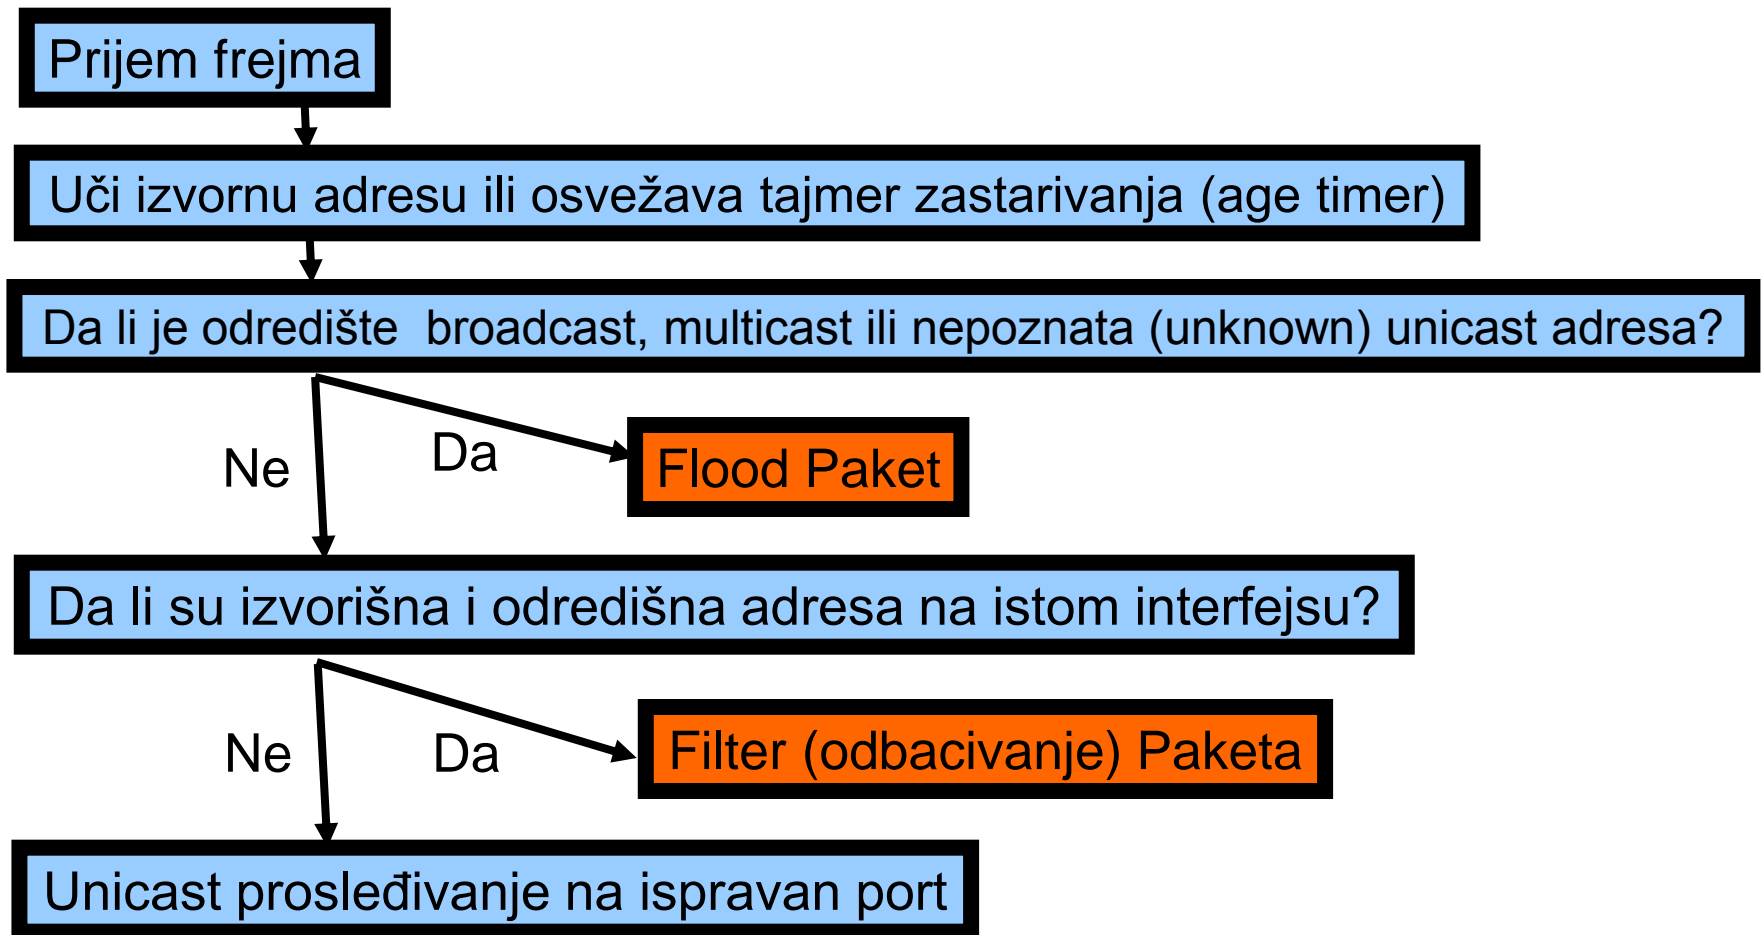 Prijem frejma
Uči izvornu adresu ili osvežava tajmer zastarivanja (age timer)
Da li je odredište broadcast, multicast ili nepoznata (unknown) unicast adresa?
Ne
Da
Flood Paket
Da li su izvorišna i odredišna adresa na istom interfejsu?
Ne
Da
Filter (odbacivanje) Paketa
Unicast prosleđivanje na ispravan port